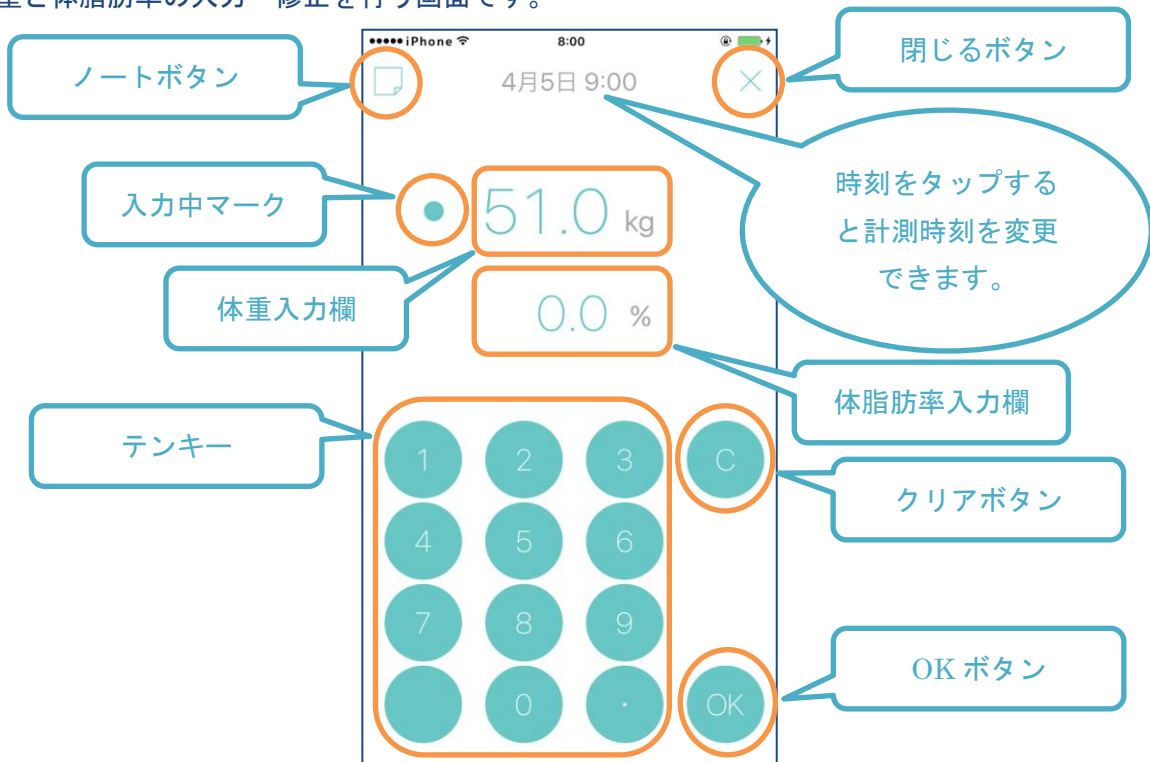 重と体脂肪率の入力・修正を行う画面です。
iPhone 8:00
ノートボタン
4月5日 9:00
閉じるボタン
時刻をタップする
と計測時刻を変更
できます。
入力中マーク
51.0 kg
体重入力欄
0.0 %
体脂肪率入力欄
テンキー
1 2 3 C
クリアボタン
4 5 6
7 8 9
OK ボタン
0 · OK